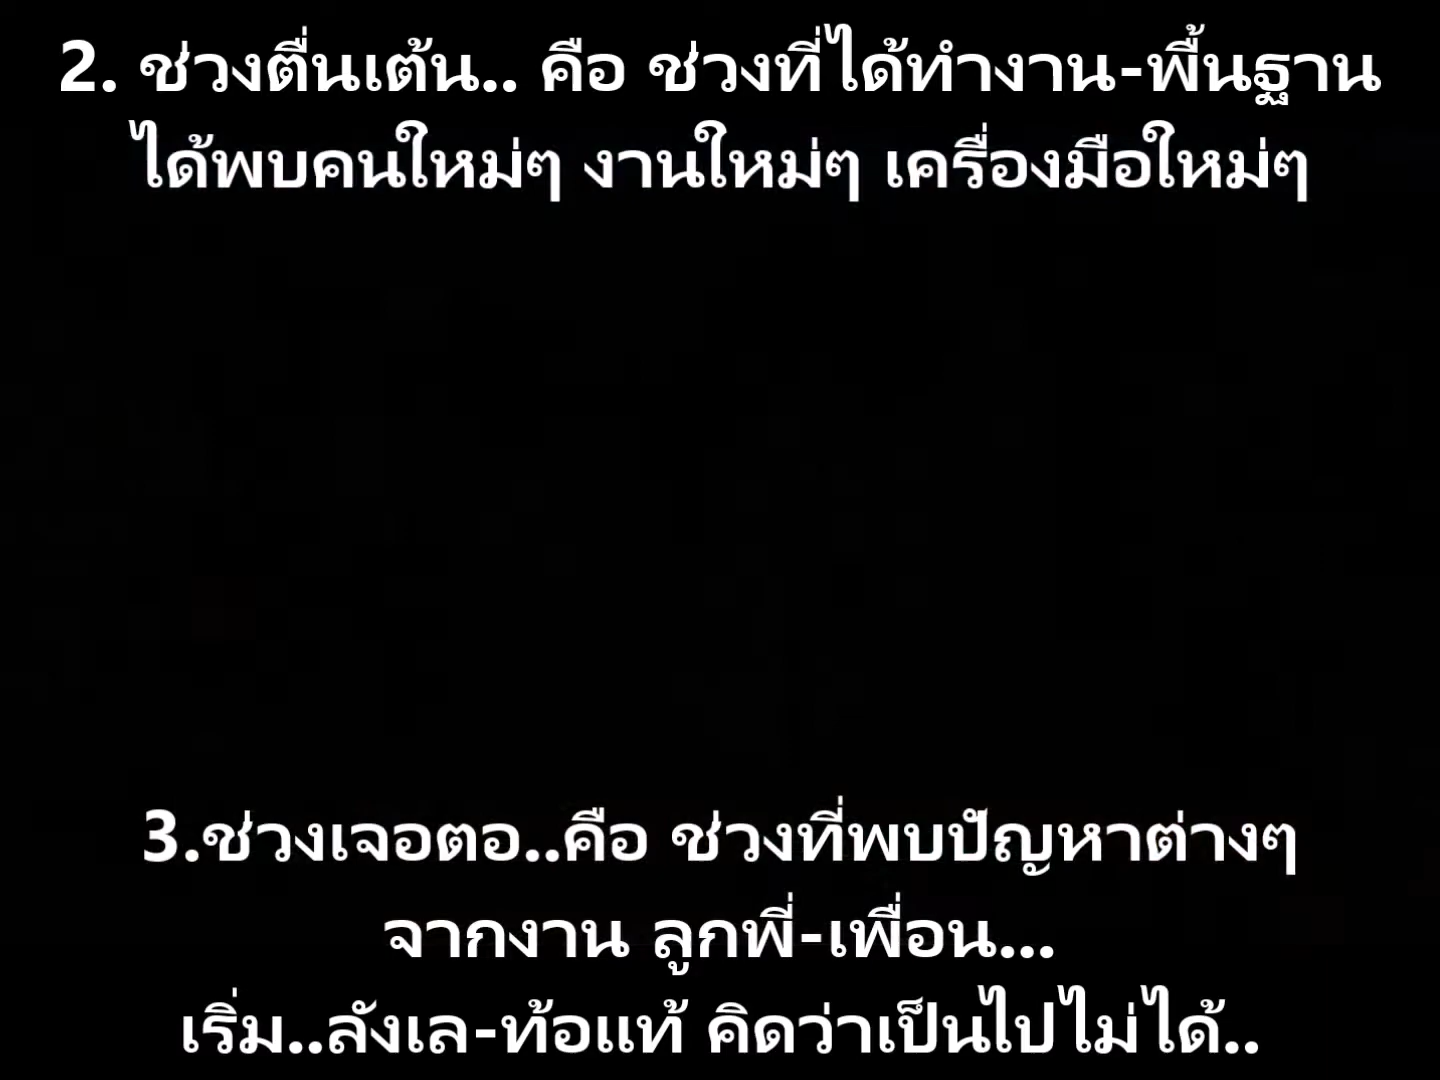 2. ช่วงตื่นเต้น.. คือ ช่วงที่ได้ทำงาน-พื้นฐาน
ได้พบคนใหม่ๆ งานใหม่ๆ เครื่องมือใหม่ๆ
3.ช่วงเจอตอ..คือ ช่วงที่พบปัญหาต่างๆ
จากงาน ลูกพี่-เพื่อน...
เริ่ม..ลังเล-ท้อแท้ คิดว่าเป็นไปไม่ได้..